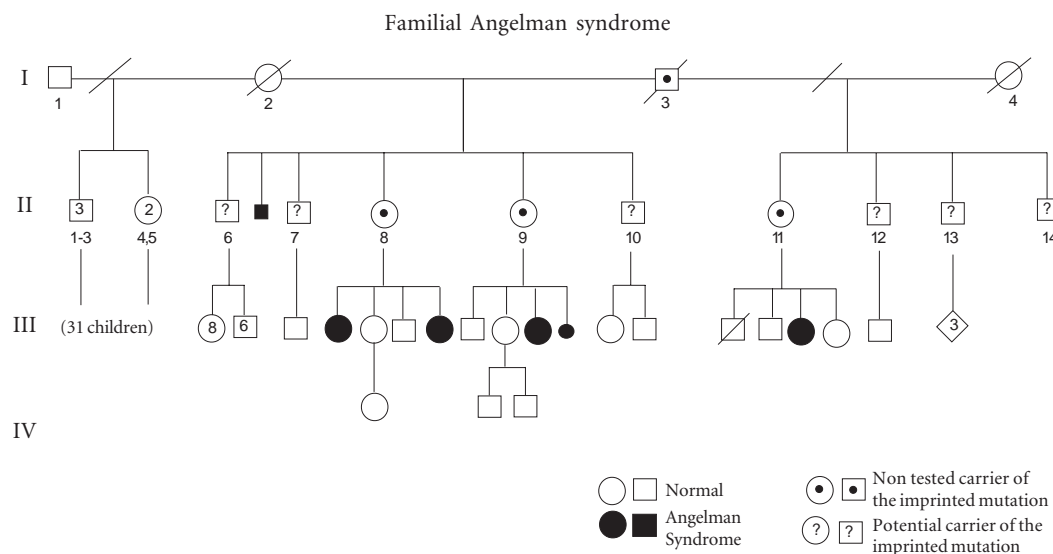 Familial Angelman syndrome
I
1
2
3
4
II
3
2
?
?
?
?
?
?
1-3
4,5
6
7
8
9
10
11
12
13
14
III
(31 children)
8
6
3
IV
Normal
Angelman
Syndrome
Non tested carrier of
the imprinted mutation
? ? Potential carrier of the
imprinted mutation